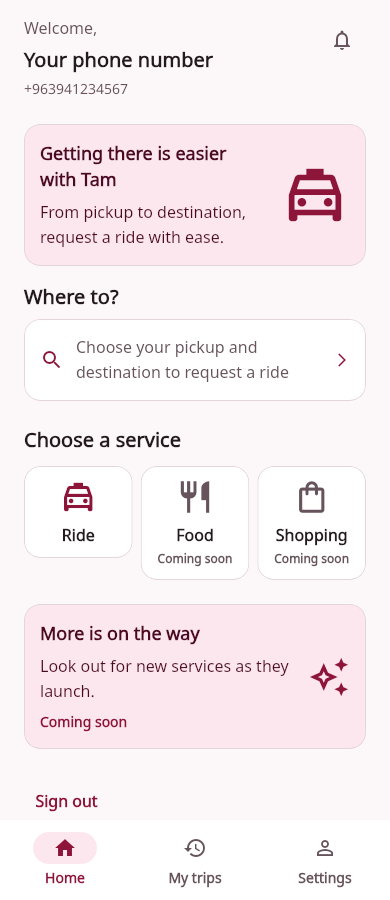 Welcome,
Your phone number
+963941234567
Getting there is easier
with Tam
From pickup to destination,
request a ride with ease.
Where to?
Choose your pickup and
destination to request a ride
Choose a service
Ride
Food
Shopping
Coming soon
Coming soon
More is on the way
Look out for new services as they
launch.
Coming soon
Sign out
Home
My trips
Settings